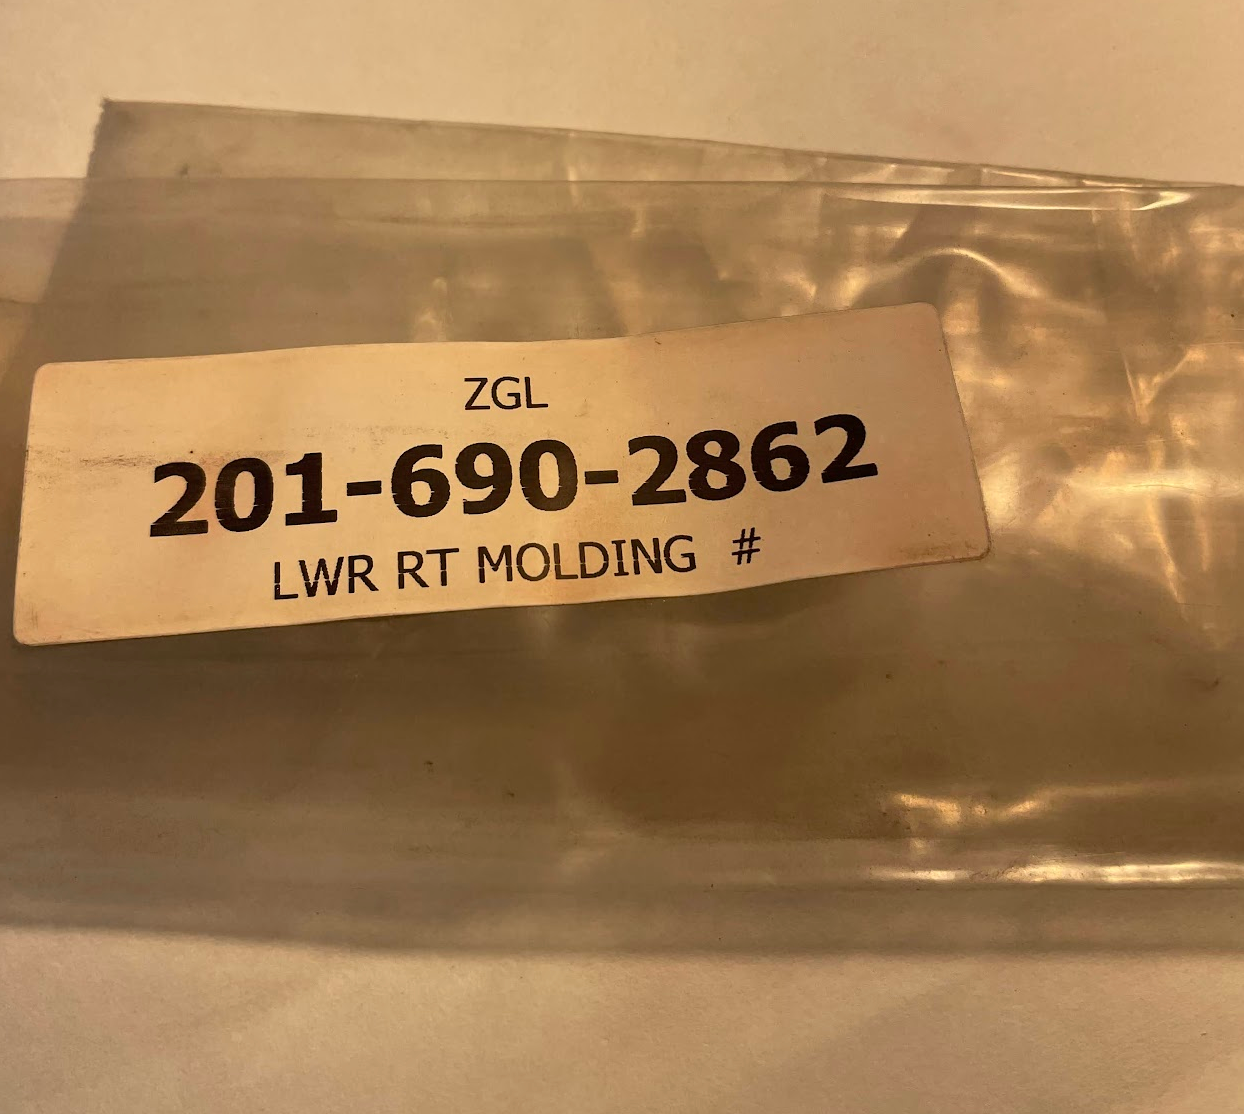 ZGL
201-690-2862
LWR RT MOLDING #